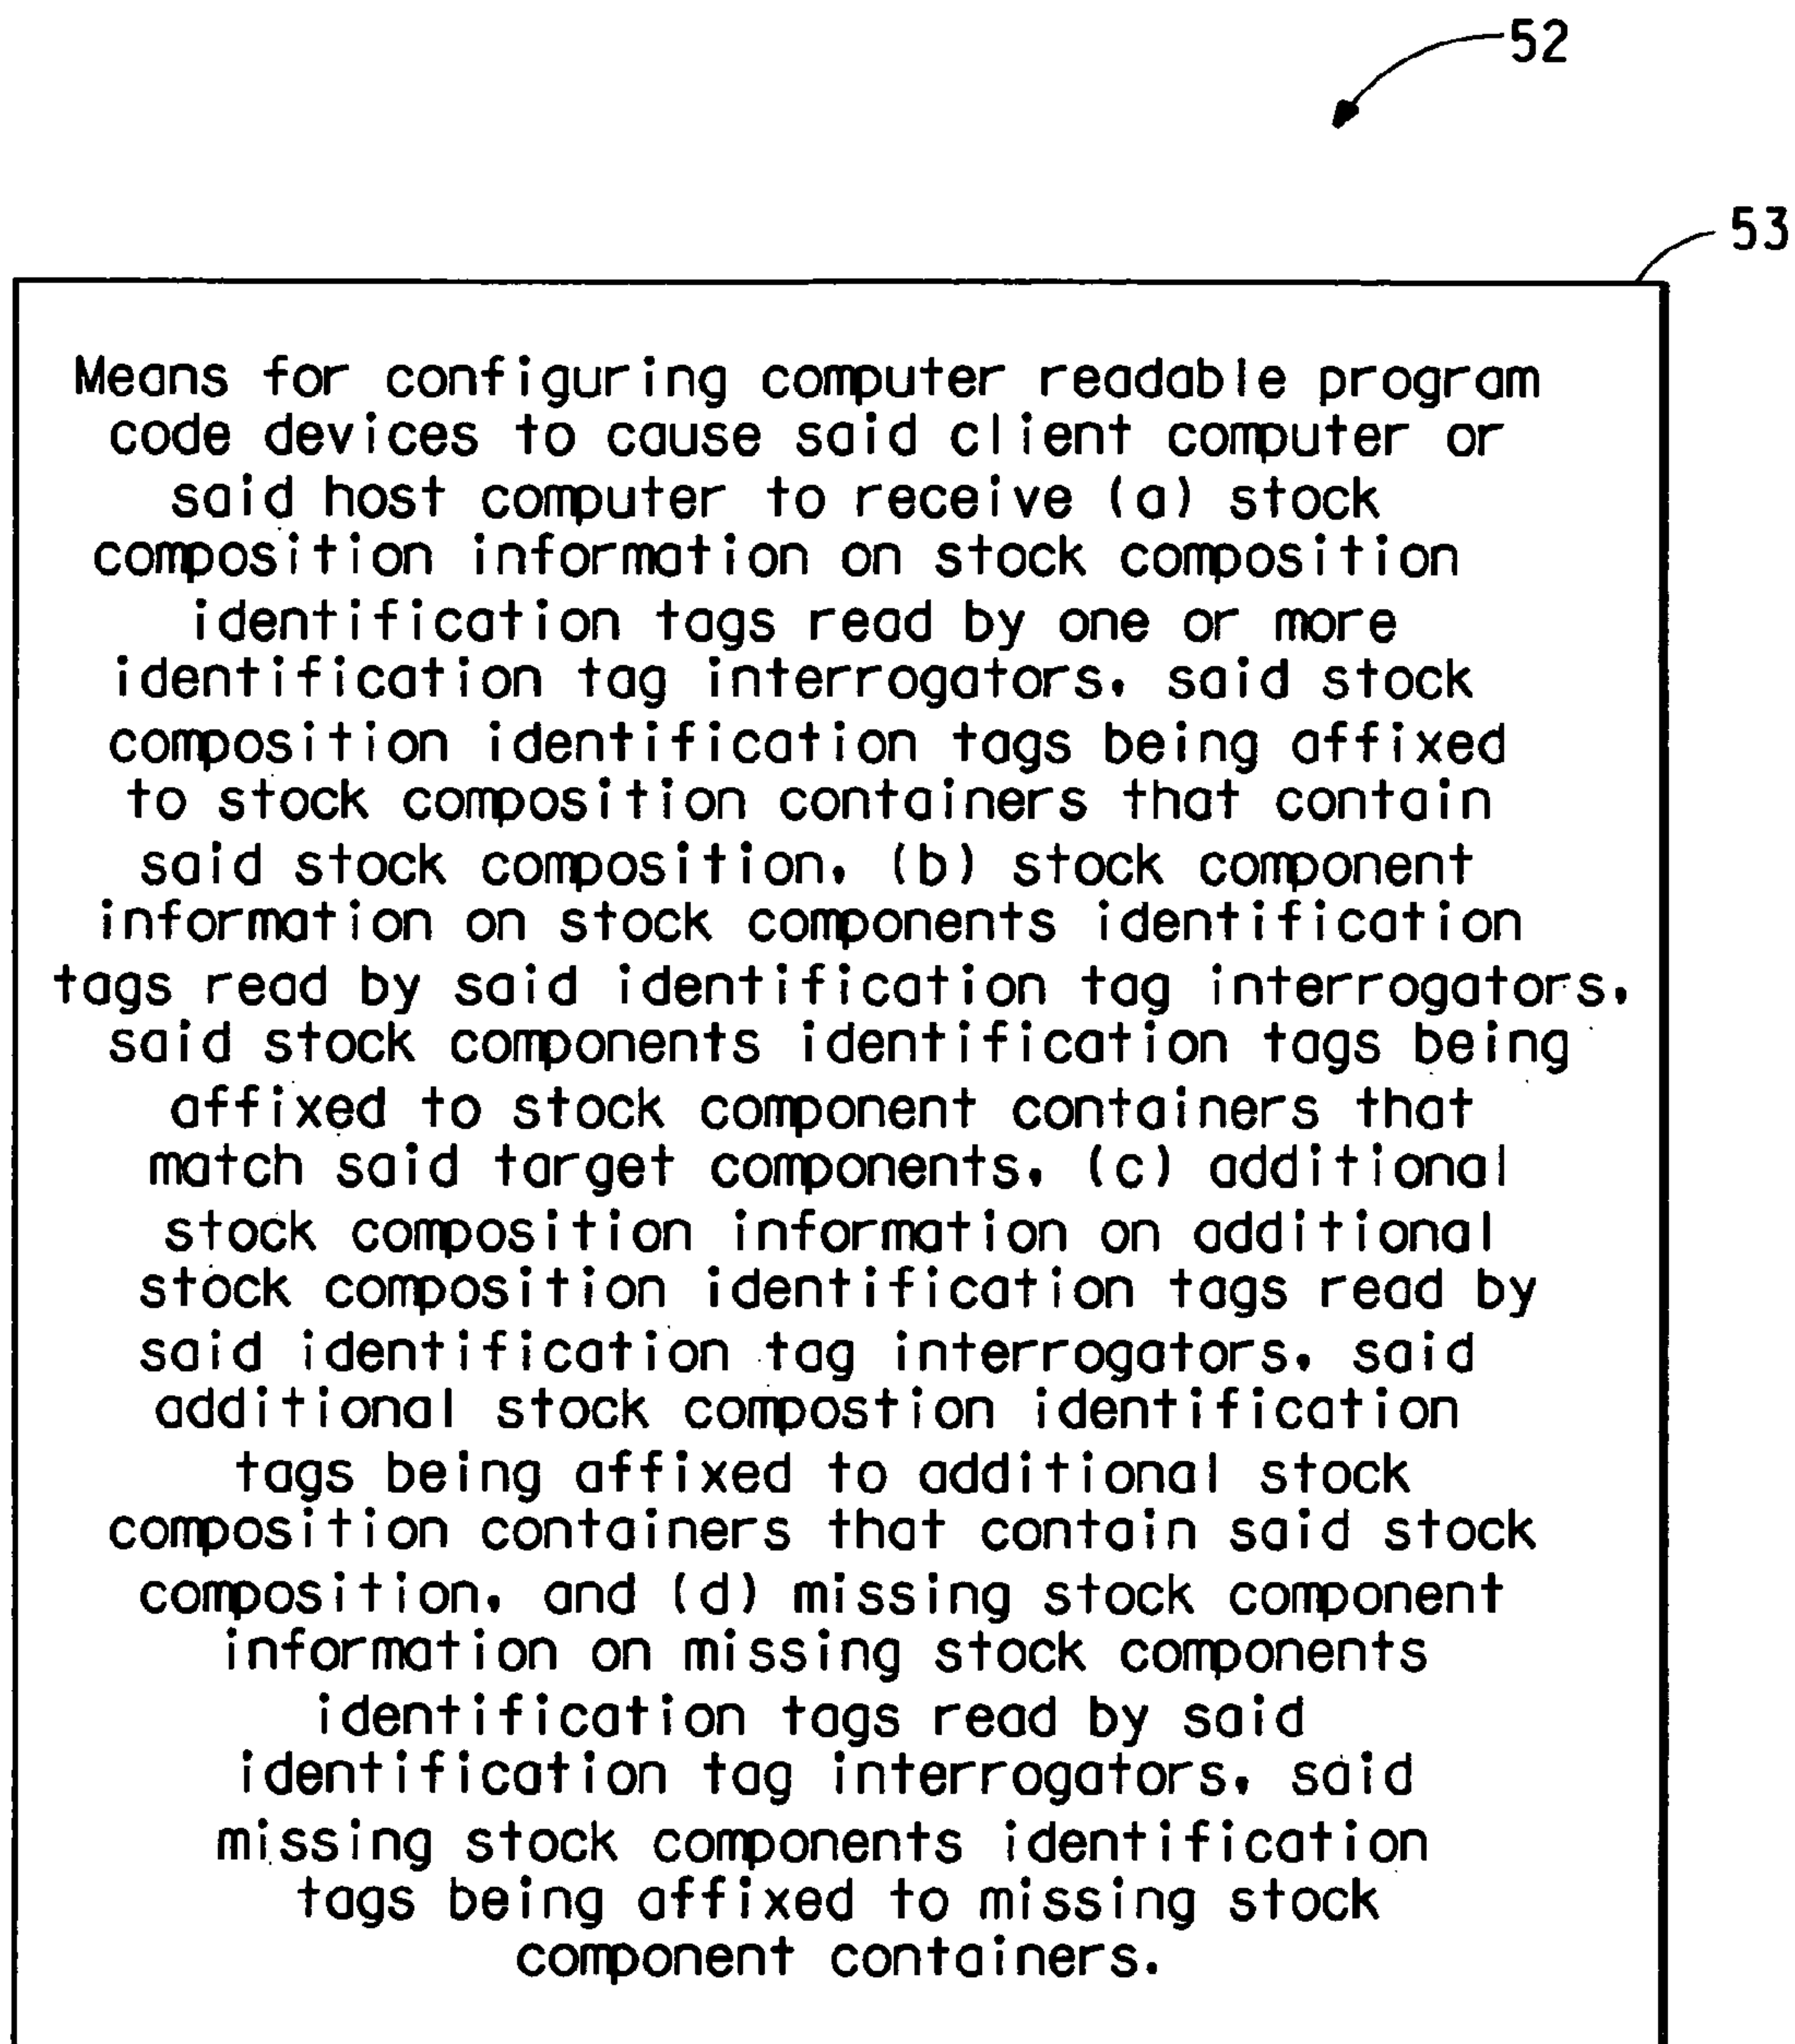 52
53
Means for configuring computer readable program
code devices to cause said client computer or
said host computer to receive (a) stock
composition information on stock composition
identification tags read by one or more
identification tag interrogators, said stock
composition identification tags being affixed
to stock composition containers that contain
said stock composition, (b) stock component
information on stock components identification
tags read by said identification tag interrogators,
said stock components identification tags being
affixed to stock component containers that
match said target components, (c) additional
stock composition information on additional
stock composition identification tags read by
said identification tag interrogators, said
additional stock compostion identification
tags being affixed to additional stock
composition containers that contain said stock
composition, and (d) missing stock component
information on missing stock components
identification tags read by said
identification tag interrogators, said
missing stock components identification
tags being affixed to missing stock
component containers.